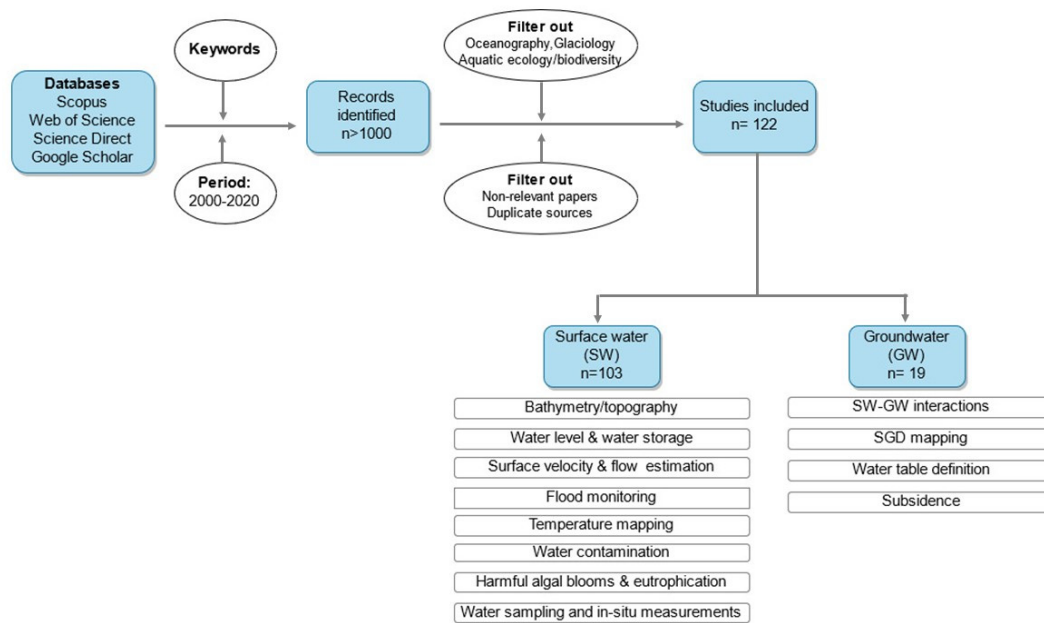 Databases
Scopus
Web of Science
Science Direct
Google Scholar
Keywords
Period:
2000-2020
Records
identified
n>1000
Filter out
Oceanography,Glaciology
Aquatic ecology/biodiversity
Filter out
Non-relevant papers
Duplicate sources
Studies included
n= 122
Surface water
(SW)
n=103
Bathymetry/topography
Water level & water storage
Surface velocity & flow estimation
Flood monitoring
Temperature mapping
Water contamination
Harmful algal blooms & eutrophication
Water sampling and in-situ measurements
Groundwater
(GW)
n= 19
SW-GW interactions
SGD mapping
Water table definition
Subsidence